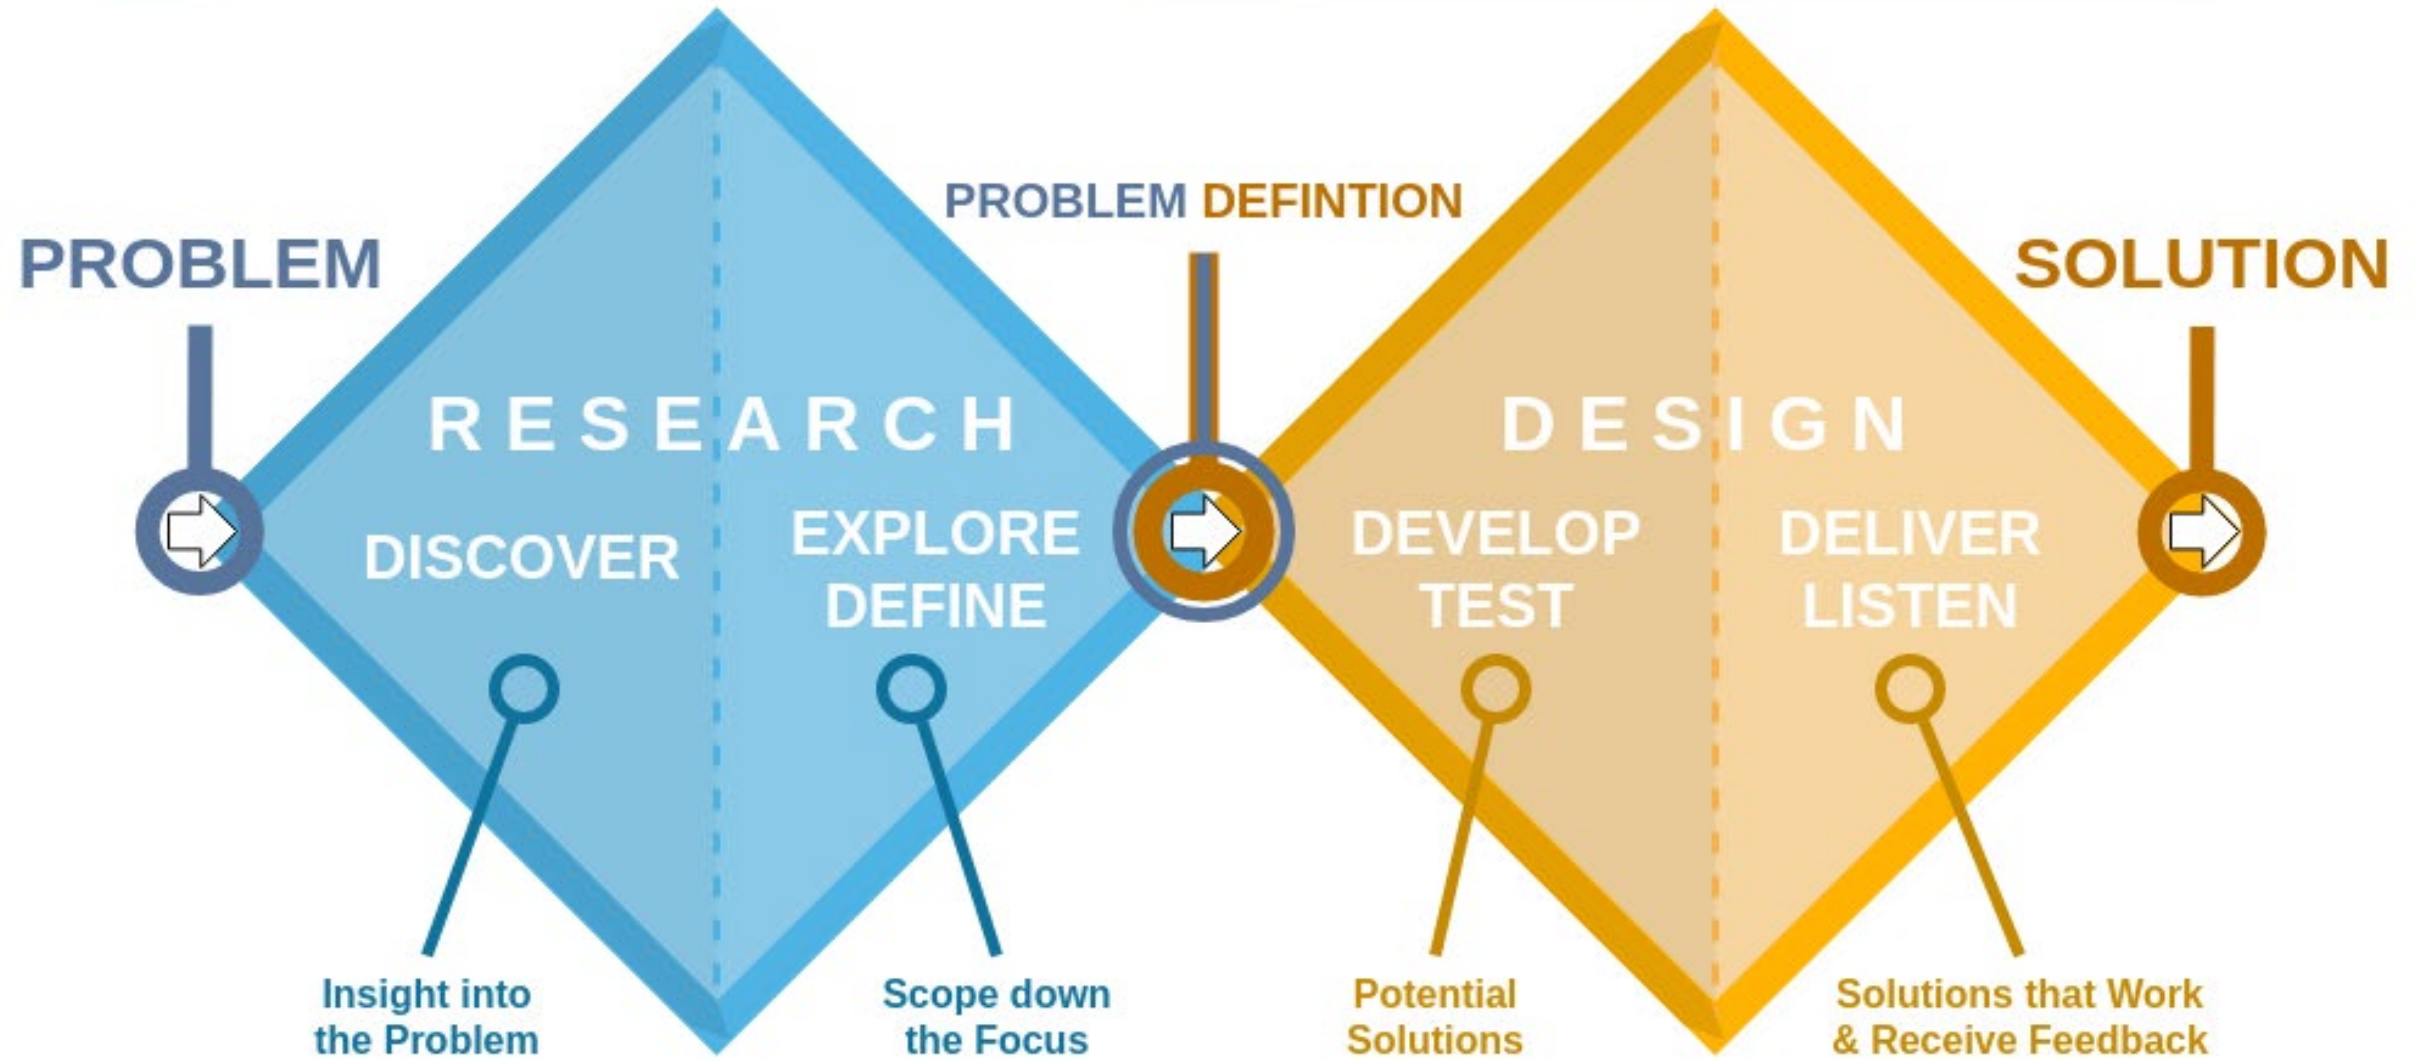 PROBLEM
PROBLEM DEFINTION
SOLUTION
RESEARCH
DISCOVER
EXPLORE
DEFINE
DESIGN
DEVELOP
TEST
DELIVER
LISTEN
Insight into
the Problem
Scope down
the Focus
Potential
Solutions
Solutions that Work
& Receive Feedback